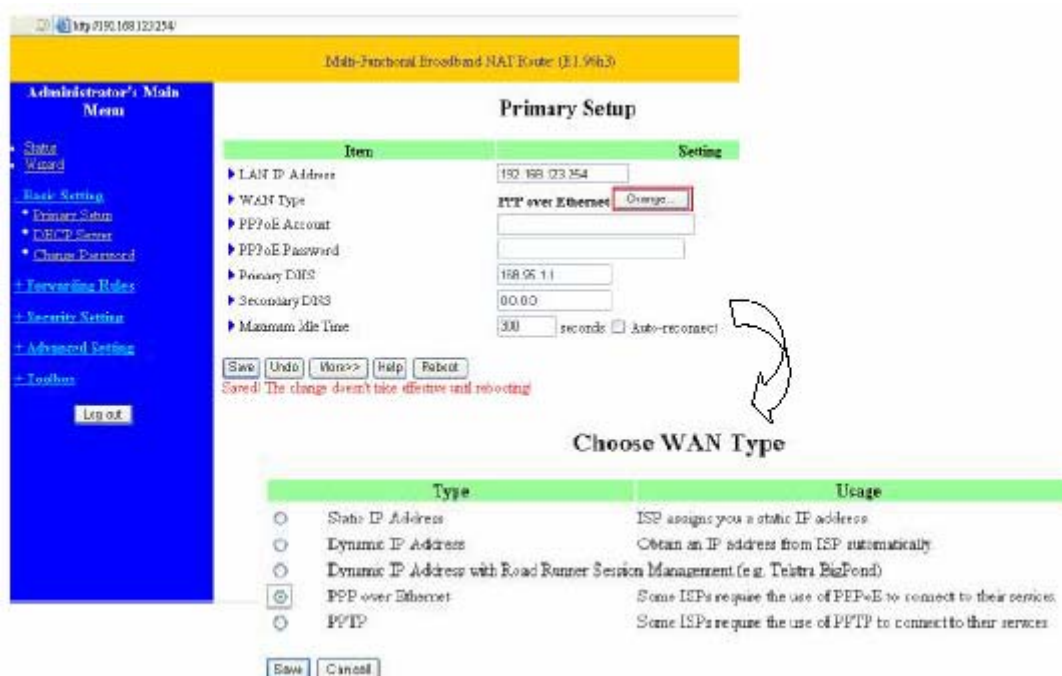 http://192.168.123.254/
Multi-Functional Broadband NAT Router (R1.96h3)
Administrator's Main Menu
Status
Wizard
- Basic Setting
Primary Setup
DHCP Server
Change Password
+ Forwarding Rules
+ Security Setting
+ Advanced Setting
+ Toolbox
Log out
Primary Setup
Item Setting
LAN IP Address 192.168.123.254
WAN Type PPP over Ethernet Change...
PPPoE Account
PPPoE Password
Primary DNS 168.95.1.1
Secondary DNS 0.0.0.0
Maximum Idle Time 300 seconds Auto-reconnect
Save Undo More>> Help Reboot
Saved! The change doesn't take effective until rebooting!
Choose WAN Type
Type Usage
Static IP Address ISP assigns you a static IP address
Dynamic IP Address Obtain an IP address from ISP automatically
Dynamic IP Address with Road Runner Session Management (e.g. Telstra BigPond)
PPP over Ethernet Some ISPs require the use of PPPoE to connect to their services
PPTP Some ISPs require the use of PPTP to connect to their services
Save Cancel